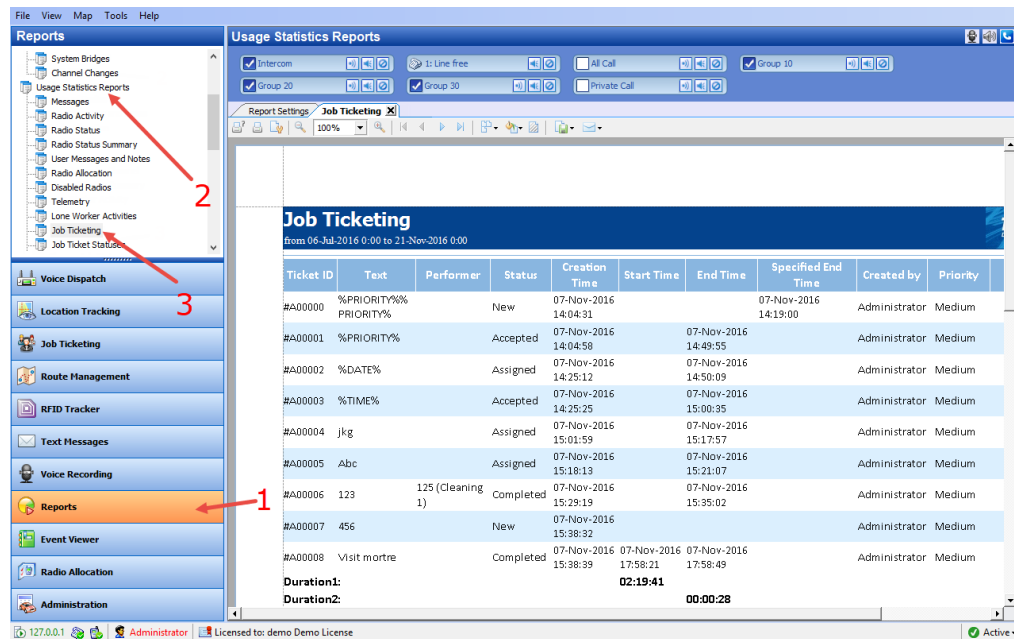 File View Map Tools Help
Reports
System Bridges
Channel Changes
Usage Statistics Reports
Messages
Radio Activity
Radio Status
Radio Status Summary
User Messages and Notes
Radio Allocation
Disabled Radios
Telemetry
Lone Worker Activities
Job Ticketing
Job Ticket Statuses
2
3
Voice Dispatch
Location Tracking
Job Ticketing
Route Management
RFID Tracker
Text Messages
Voice Recording
Reports
1
Event Viewer
Radio Allocation
Administration
Usage Statistics Reports
Intercom 1: Line free All Call Group 10
Group 20 Group 30 Private Call
Report Settings Job Ticketing X
100%
Job Ticketing
from 06-Jul-2016 0:00 to 21-Nov-2016 0:00
Ticket ID Text Performer Status Creation Time Start Time End Time Specified End Time Created by Priority
#A00000 %PRIORITY%% PRIORITY% New 07-Nov-2016 14:04:31 07-Nov-2016 14:19:00 Administrator Medium
#A00001 %PRIORITY% Accepted 07-Nov-2016 14:04:58 07-Nov-2016 14:49:55 Administrator Medium
#A00002 %DATE% Assigned 07-Nov-2016 14:25:12 07-Nov-2016 14:50:09 Administrator Medium
#A00003 %TIME% Accepted 07-Nov-2016 14:25:25 07-Nov-2016 15:00:35 Administrator Medium
#A00004 jkg Assigned 07-Nov-2016 15:01:59 07-Nov-2016 15:17:57 Administrator Medium
#A00005 Abc Assigned 07-Nov-2016 15:18:13 07-Nov-2016 15:21:07 Administrator Medium
#A00006 123 125 (Cleaning 1) Completed 07-Nov-2016 15:29:19 07-Nov-2016 15:35:02 Administrator Medium
#A00007 456 New 07-Nov-2016 15:38:32 Administrator Medium
#A00008 Visit mortre Completed 07-Nov-2016 15:38:39 07-Nov-2016 17:58:21 07-Nov-2016 17:58:49 Administrator Medium
Duration1: 02:19:41
Duration2: 00:00:28
127.0.0.1 Administrator Licensed to: demo Demo License Active